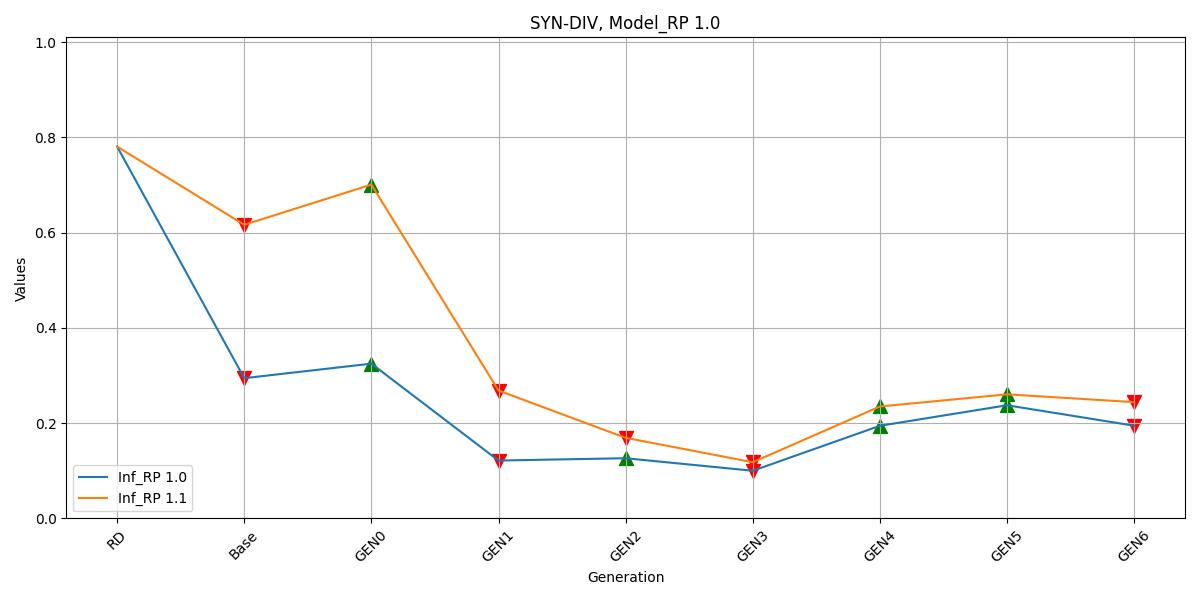 SYN-DIV, Model_RP 1.0
Values
1.0
0.8
0.6
0.4
0.2
0.0
Inf_RP 1.0
Inf_RP 1.1
RD
Base
GEN0
GEN1
GEN2
GEN3
GEN4
GEN5
GEN6
Generation